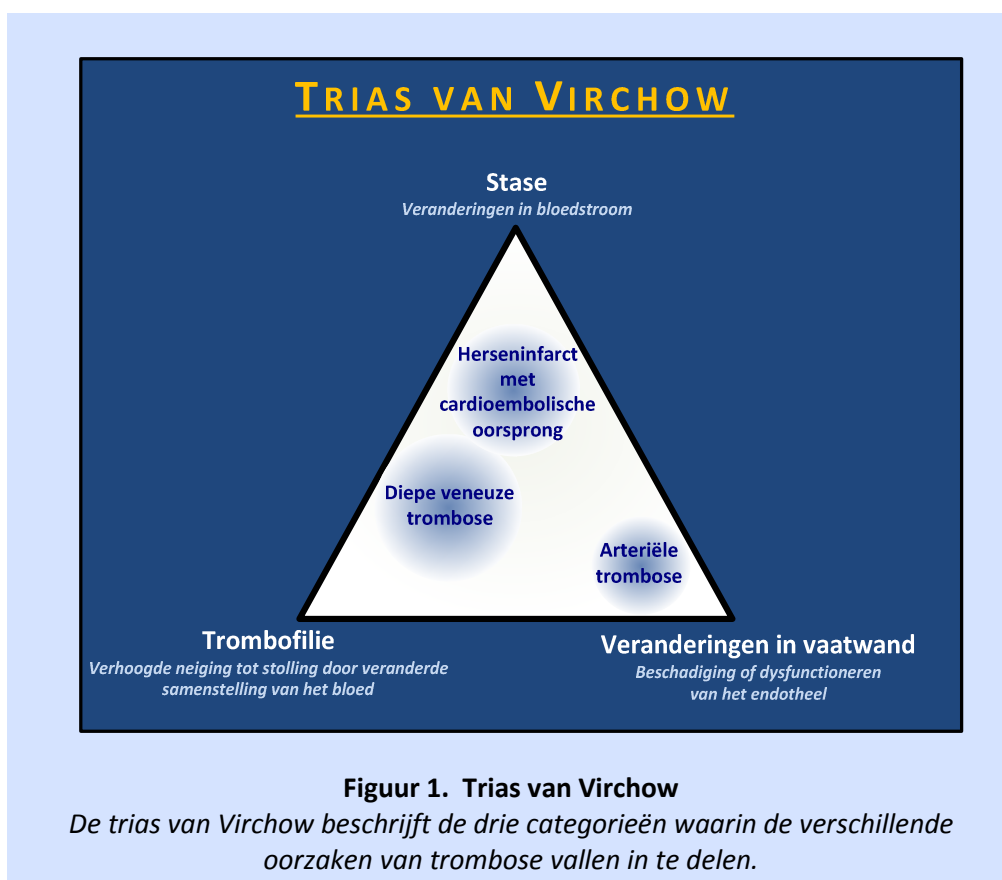 TRIAS VAN VIRCHOW
Stase
Veranderingen in bloedstroom
Herseninfarct
met
cardioembolische
oorsprong
Diepe veneuze
trombose
Arteriële
trombose
Trombofilie
Verhoogde neiging tot stolling door veranderde
samenstelling van het bloed
Veranderingen in vaatwand
Beschadiging of dysfunctioneren
van het endotheel
Figuur 1. Trias van Virchow
De trias van Virchow beschrijft de drie categorieën waarin de verschillende
oorzaken van trombose vallen in te delen.